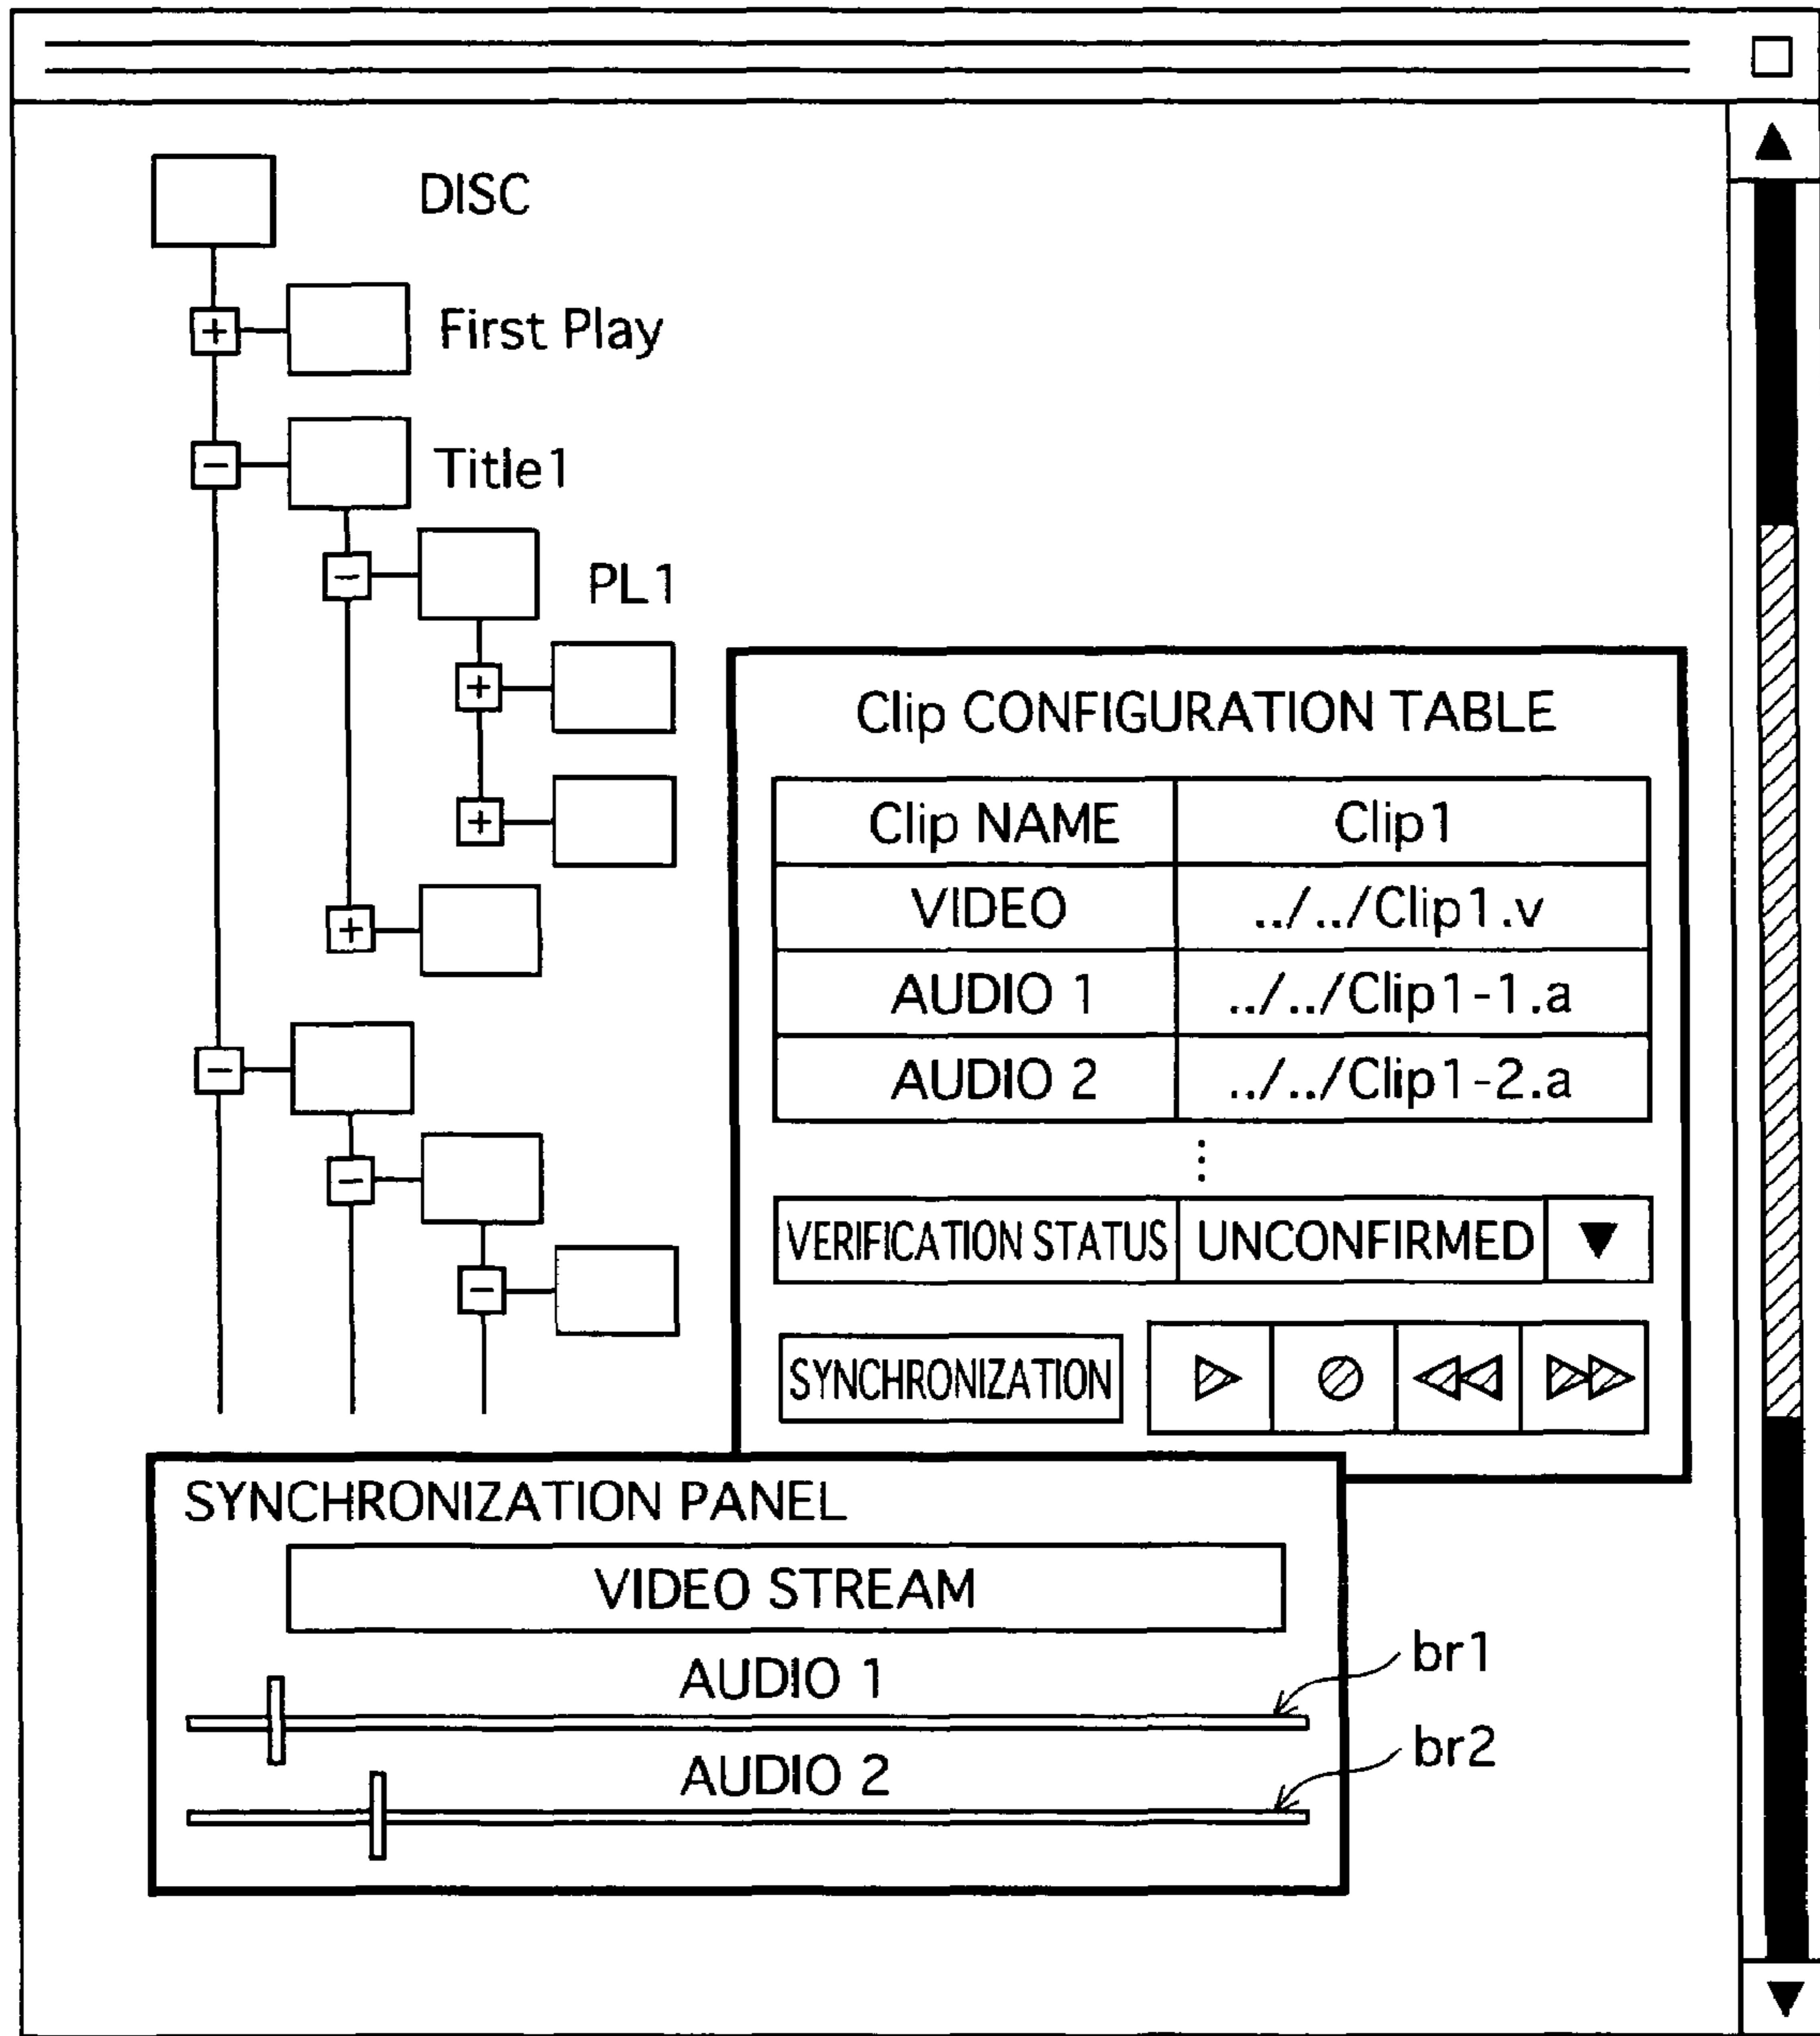 DISC
First Play
Title1
PL1
Clip CONFIGURATION TABLE
Clip NAME Clip1
VIDEO ../../Clip1.v
AUDIO 1 ../../Clip1-1.a
AUDIO 2 ../../Clip1-2.a
VERIFICATION STATUS UNCONFIRMED
SYNCHRONIZATION
SYNCHRONIZATION PANEL
VIDEO STREAM
AUDIO 1
br1
AUDIO 2
br2